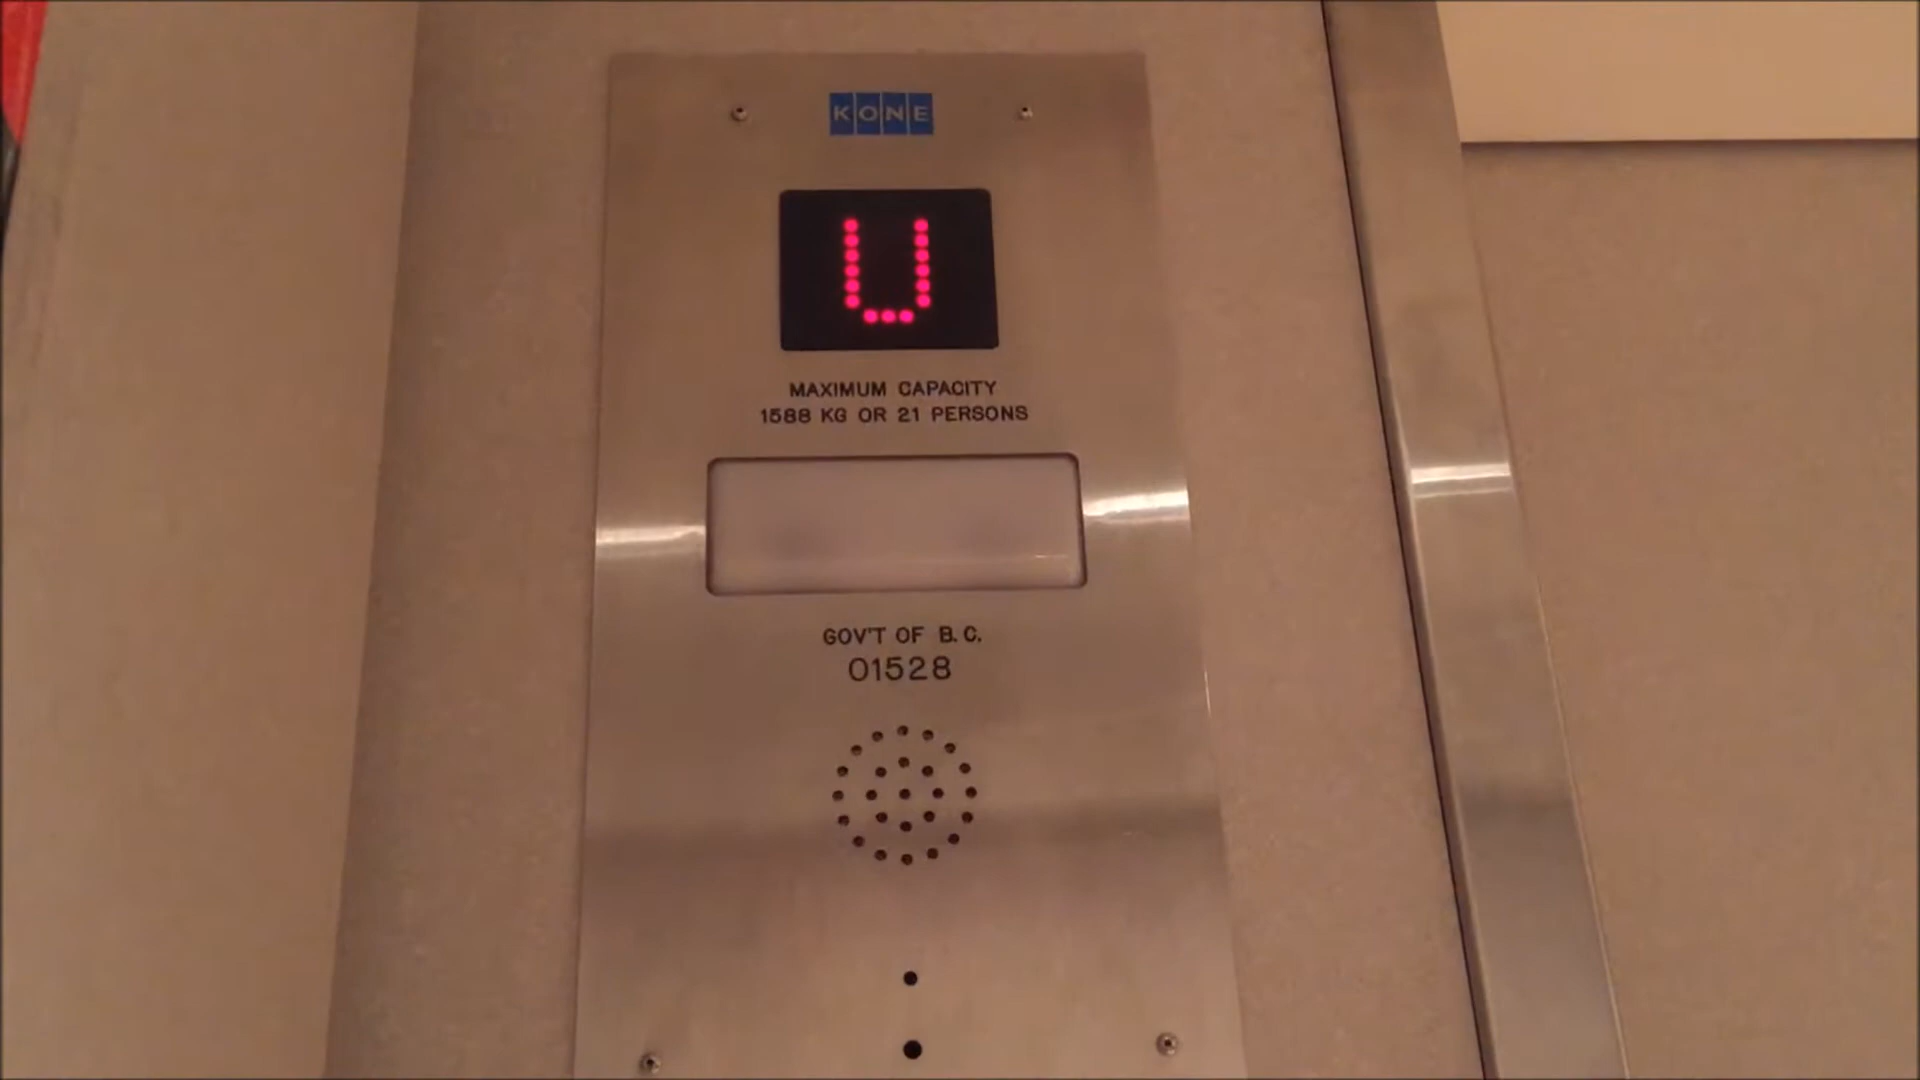 KONE
U
MAXIMUM CAPACITY
1588 KG OR 21 PERSONS
GOV'T OF B.C.
01528